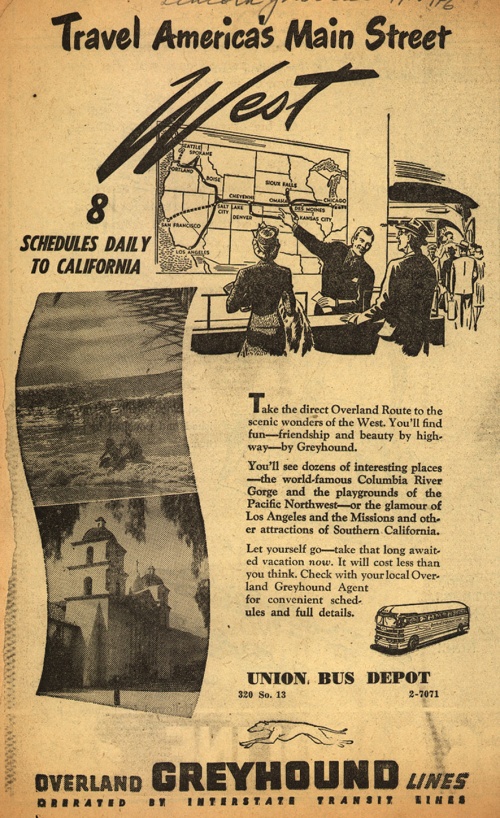 Travel America's Main Street
West
SEATTLE
SPOKANE
PORTLAND
BOISE
SIOUX FALLS
CHICAGO
CHEYENNE
OMAHA
DES MOINES
SALT LAKE
CITY
DENVER
KANSAS CITY
SAN FRANCISCO
LOS ANGELES
8
SCHEDULES DAILY
TO CALIFORNIA
Take the direct Overland Route to the
scenic wonders of the West. You'll find
fun—friendship and beauty by high-
way—by Greyhound.
You'll see dozens of interesting places
—the world-famous Columbia River
Gorge and the playgrounds of the
Pacific Northwest—or the glamour of
Los Angeles and the Missions and oth-
er attractions of Southern California.
Let yourself go—take that long await-
ed vacation now. It will cost less than
you think. Check with your local Over-
land Greyhound Agent
for convenient sched-
ules and full details.
UNION BUS DEPOT
320 So. 13 2-7071
OVERLAND GREYHOUND LINES
OPERATED BY INTERSTATE TRANSIT LINES